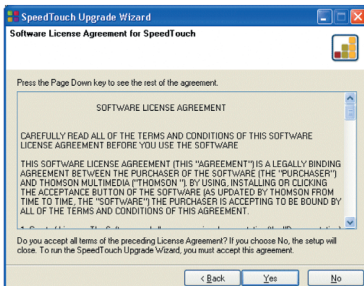 SpeedTouch Upgrade Wizard
Software License Agreement for SpeedTouch
Press the Page Down key to see the rest of the agreement.
SOFTWARE LICENSE AGREEMENT
CAREFULLY READ ALL OF THE TERMS AND CONDITIONS OF THIS SOFTWARE
LICENSE AGREEMENT BEFORE YOU USE THE SOFTWARE
THIS SOFTWARE LICENSE AGREEMENT (THIS "AGREEMENT") IS A LEGALLY BINDING
AGREEMENT BETWEEN THE PURCHASER OF THE SOFTWARE (THE "PURCHASER")
AND THOMSON MULTIMEDIA ("THOMSON "). BY USING, INSTALLING OR CLICKING
THE ACCEPTANCE BUTTON OF THE SOFTWARE (AS UPDATED BY THOMSON FROM
TIME TO TIME, THE "SOFTWARE") THE PURCHASER IS ACCEPTING TO BE BOUND BY
ALL OF THE TERMS AND CONDITIONS OF THIS AGREEMENT.
Do you accept all terms of the preceding License Agreement? If you choose No, the setup will
close. To run the SpeedTouch Upgrade Wizard, you must accept this agreement.
< Back Yes No